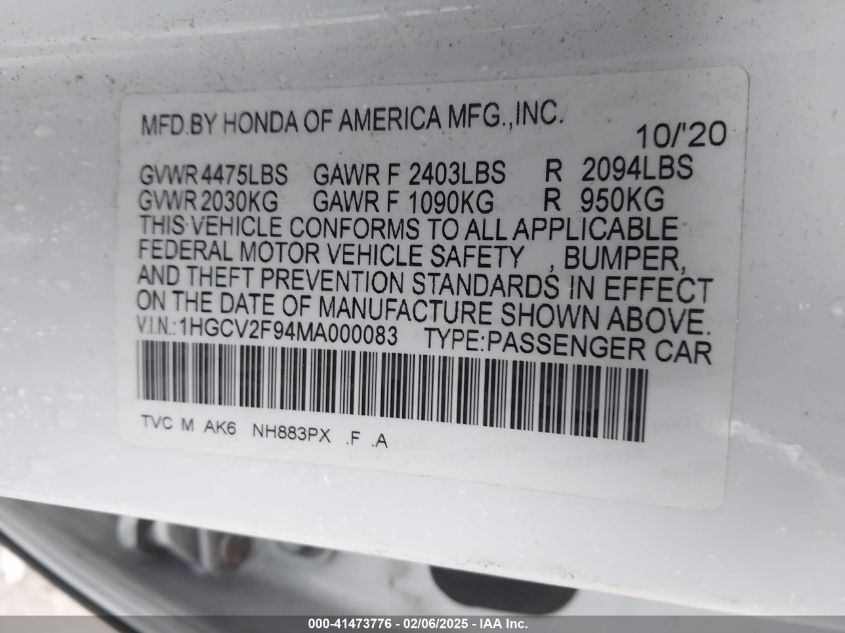 MFD.BY HONDA OF AMERICA MFG.,INC.
10/'20
GVWR 4475LBS GAWR F 2403LBS R 2094LBS
GVWR 2030KG GAWR F 1090KG R 950KG
THIS VEHICLE CONFORMS TO ALL APPLICABLE
FEDERAL MOTOR VEHICLE SAFETY , BUMPER,
AND THEFT PREVENTION STANDARDS IN EFFECT
ON THE DATE OF MANUFACTURE SHOWN ABOVE.
V.I.N.:1HGCV2F94MA000083 TYPE:PASSENGER CAR
TVC M AK6 NH883PX .F .A
000-41473776 - 02/06/2025 - IAA Inc.